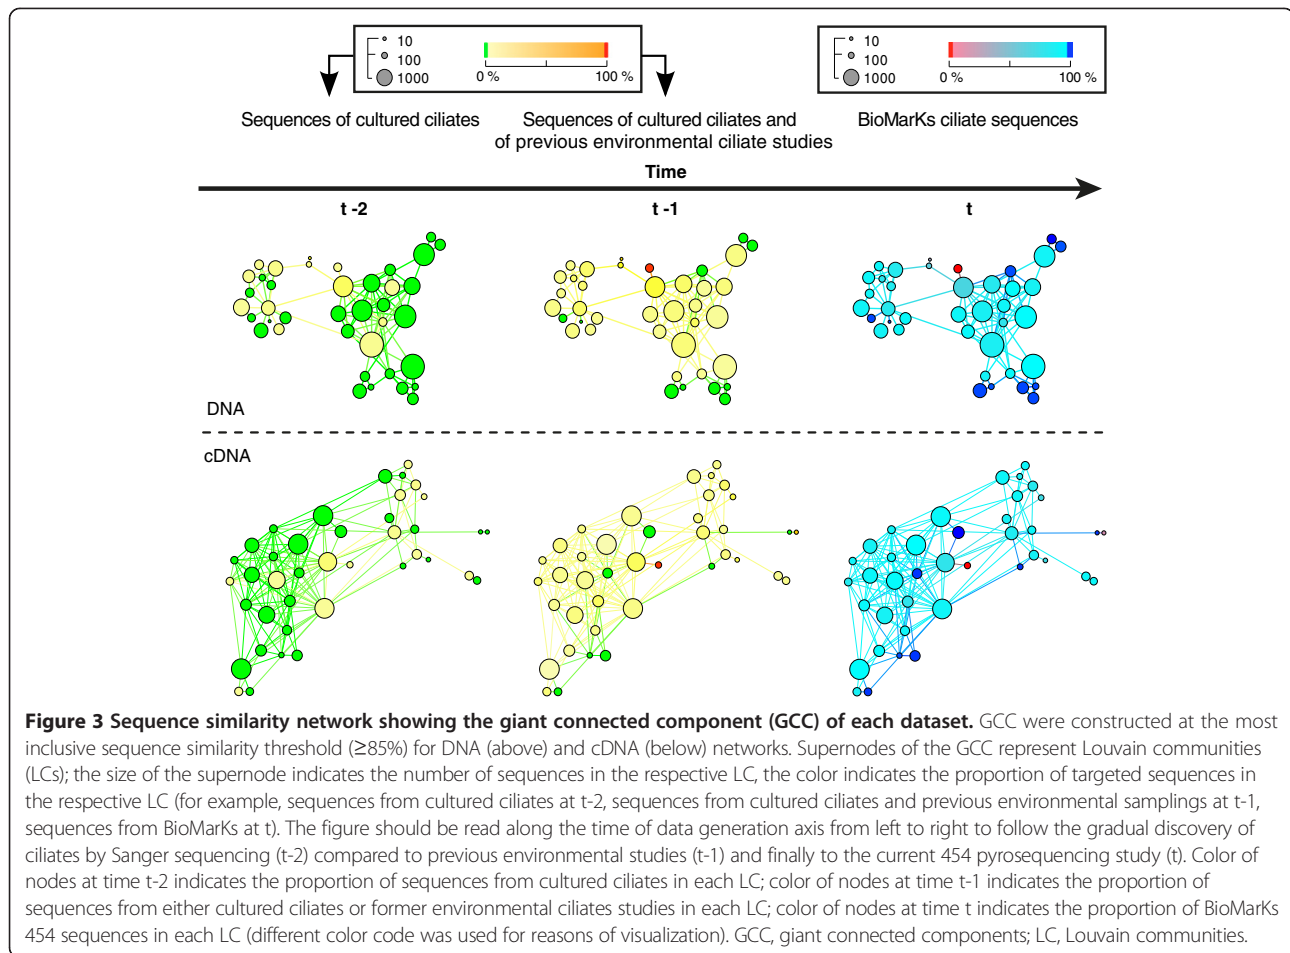 10
100
1000
0 %
100 %
10
100
1000
0 %
100 %
Sequences of cultured ciliates
Sequences of cultured ciliates and
of previous environmental ciliate studies
BioMarKs ciliate sequences
Time
t -2
t -1
t
DNA
cDNA
Figure 3 Sequence similarity network showing the giant connected component (GCC) of each dataset. GCC were constructed at the most
inclusive sequence similarity threshold (≥85%) for DNA (above) and cDNA (below) networks. Supernodes of the GCC represent Louvain communities
(LCs); the size of the supernode indicates the number of sequences in the respective LC, the color indicates the proportion of targeted sequences in
the respective LC (for example, sequences from cultured ciliates at t-2, sequences from cultured ciliates and previous environmental samplings at t-1,
sequences from BioMarKs at t). The figure should be read along the time of data generation axis from left to right to follow the gradual discovery of
ciliates by Sanger sequencing (t-2) compared to previous environmental studies (t-1) and finally to the current 454 pyrosequencing study (t). Color of
nodes at time t-2 indicates the proportion of sequences from cultured ciliates in each LC; color of nodes at time t-1 indicates the proportion of
sequences from either cultured ciliates or former environmental ciliates studies in each LC; color of nodes at time t indicates the proportion of BioMarKs
454 sequences in each LC (different color code was used for reasons of visualization). GCC, giant connected components; LC, Louvain communities.